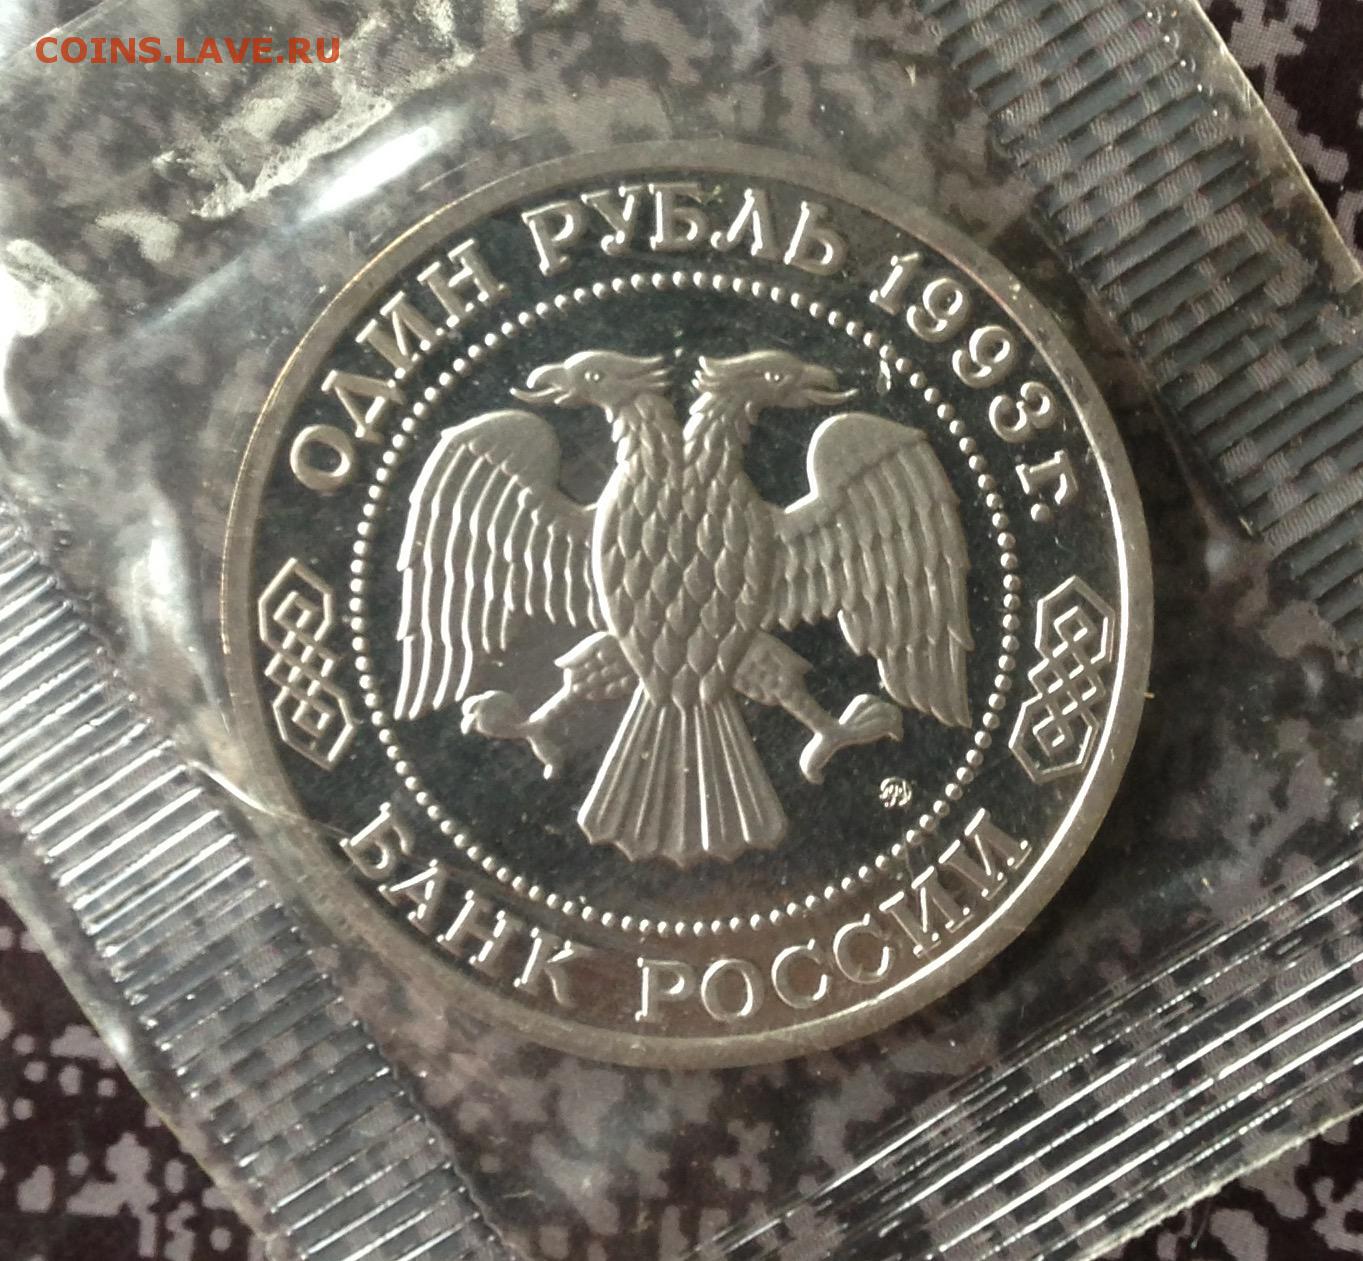 COINS.LAVE.RU
ОДИН РУБЛЬ 1993 г.
БАНК РОССИИ